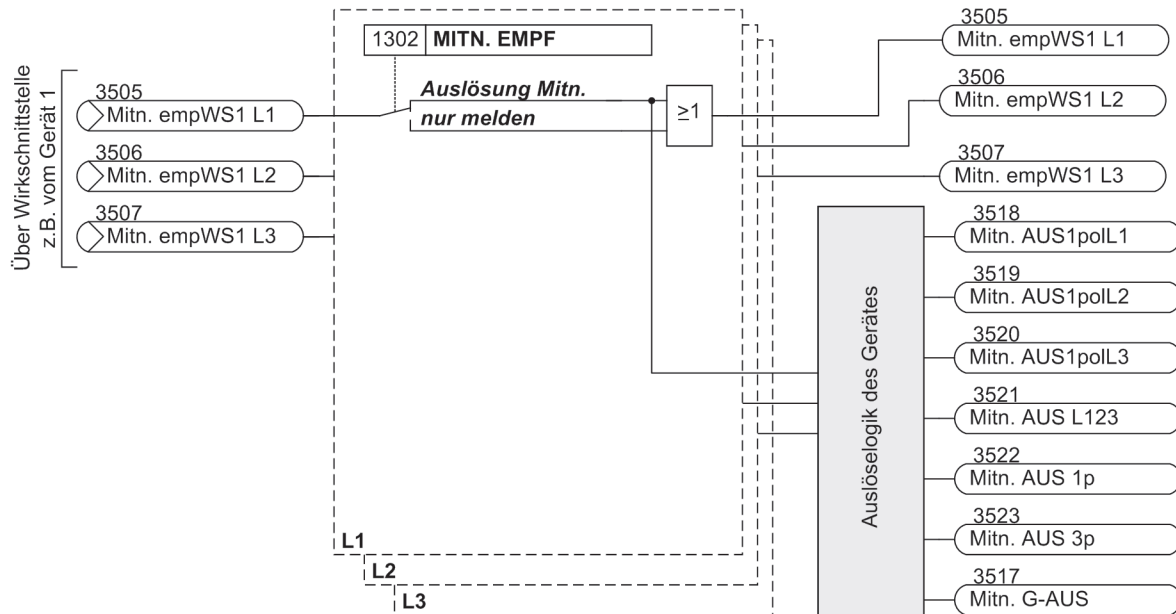 Über Wirkschnittstelle
z.B. vom Gerät 1
3505
Mitn. empWS1 L1
3506
Mitn. empWS1 L2
3507
Mitn. empWS1 L3
1302 MITN. EMPF
Auslösung Mitn.
nur melden
≥1
L1
L2
L3
Auslöselogik des Gerätes
3505
Mitn. empWS1 L1
3506
Mitn. empWS1 L2
3507
Mitn. empWS1 L3
3518
Mitn. AUS1polL1
3519
Mitn. AUS1polL2
3520
Mitn. AUS1polL3
3521
Mitn. AUS L123
3522
Mitn. AUS 1p
3523
Mitn. AUS 3p
3517
Mitn. G-AUS